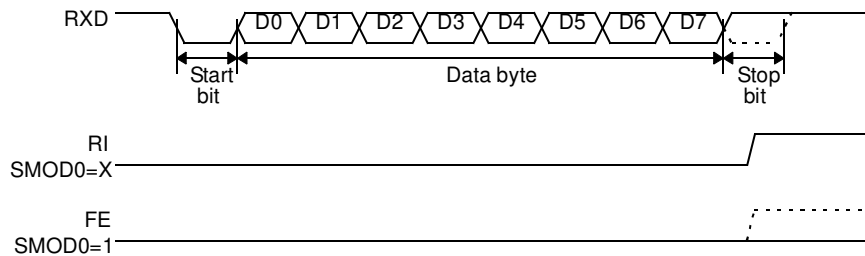 RXD D0 D1 D2 D3 D4 D5 D6 D7
Start Data byte Stop
bit bit
RI
SMOD0=X
FE
SMOD0=1